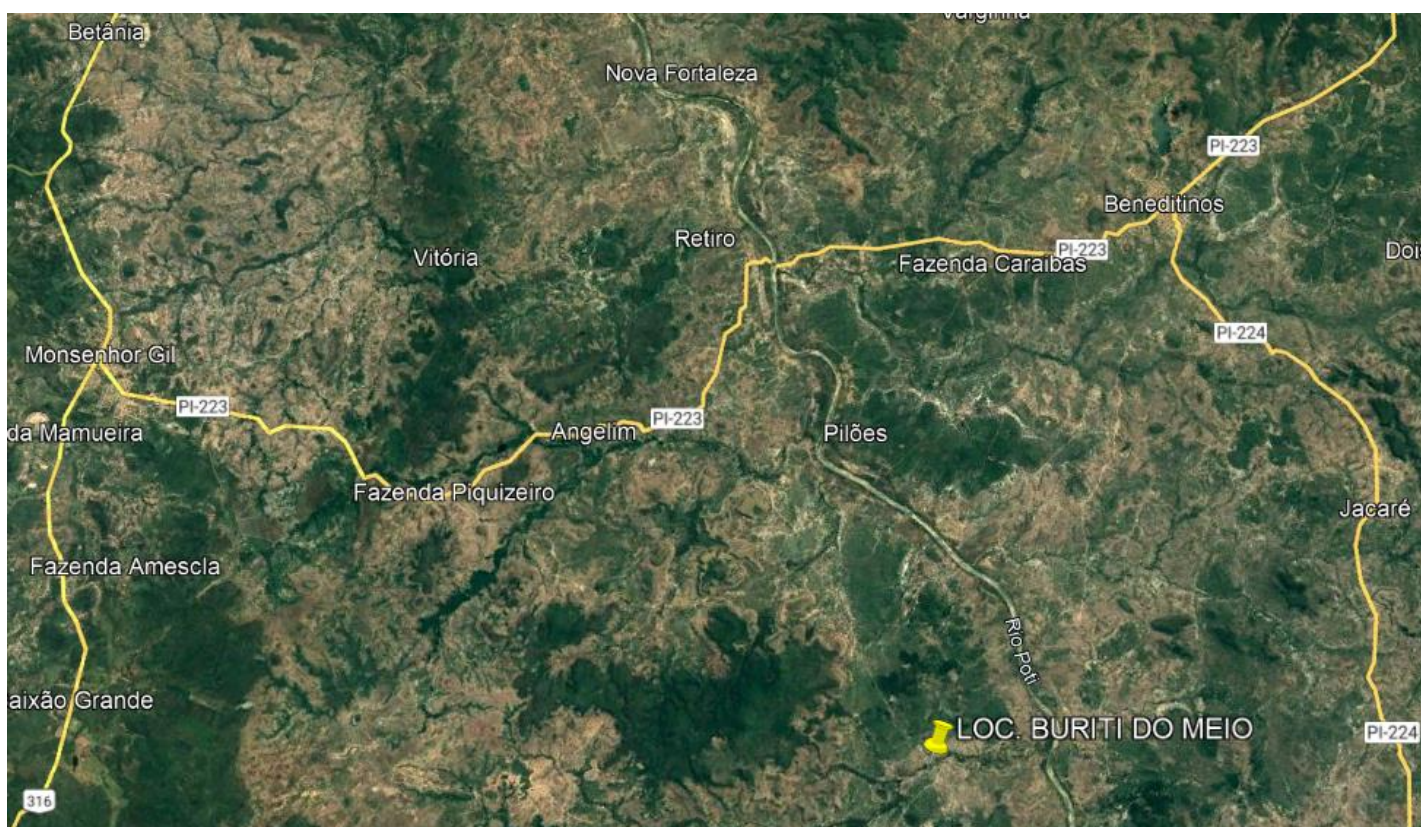 Varginha
Betânia
Nova Fortaleza
PI-223
Beneditinos
Retiro
PI-223
Vitória
Fazenda Caraíbas
Dois
PI-224
Monsenhor Gil
PI-223
PI-223
da Mamueira
Angelim
Pilões
Fazenda Piquizeiro
Jacaré
Fazenda Amescla
Rio Poti
aixão Grande
LOC. BURITI DO MEIO
PI-224
316